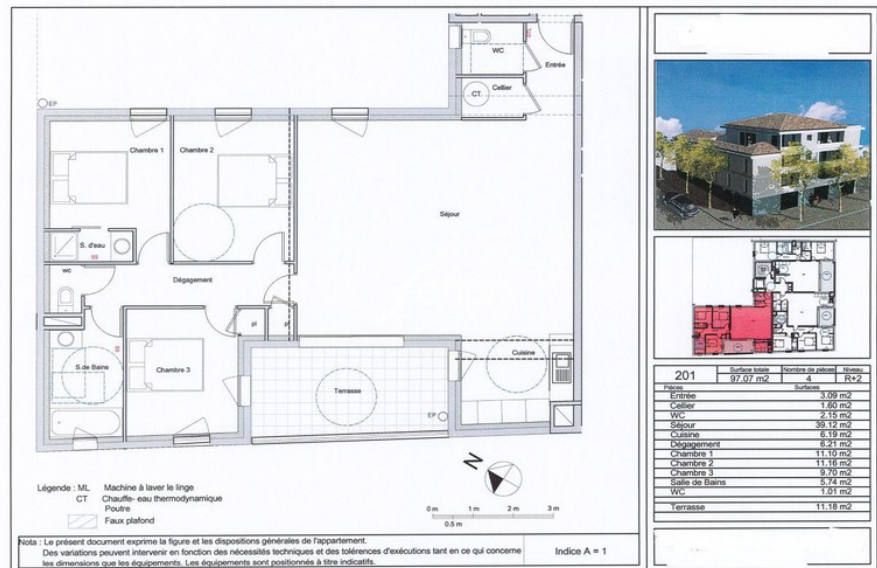 WC
Entrée
CT
Cellier
EP
Chambre 1
Chambre 2
Séjour
S. d'eau
wc
Dégagement
pl
pl
S.de Bains
Chambre 3
Terrasse
EP
Cuisine
N
Légende : ML Machine à laver le linge
CT Chauffe- eau thermodynamique
Poutre
Faux plafond
0 m 1 m 2 m 3 m
0.5 m
Nota : Le présent document exprime la figure et les dispositions générales de l'appartement.
Des variations peuvent intervenir en fonction des nécessités techniques et des tolérences d'exécutions tant en ce qui concerne
les dimensions que les équipements. Les équipements sont positionnés à titre indicatifs.
Indice A = 1
201 Surface totale 97.07 m2 Nombre de pièces 4 Niveau R+2
Pièces Surfaces
Entrée 3.09 m2
Cellier 1.60 m2
WC 2.15 m2
Séjour 39.12 m2
Cuisine 6.19 m2
Dégagement 6.21 m2
Chambre 1 11.10 m2
Chambre 2 11.16 m2
Chambre 3 9.70 m2
Salle de Bains 5.74 m2
WC 1.01 m2
Terrasse 11.18 m2